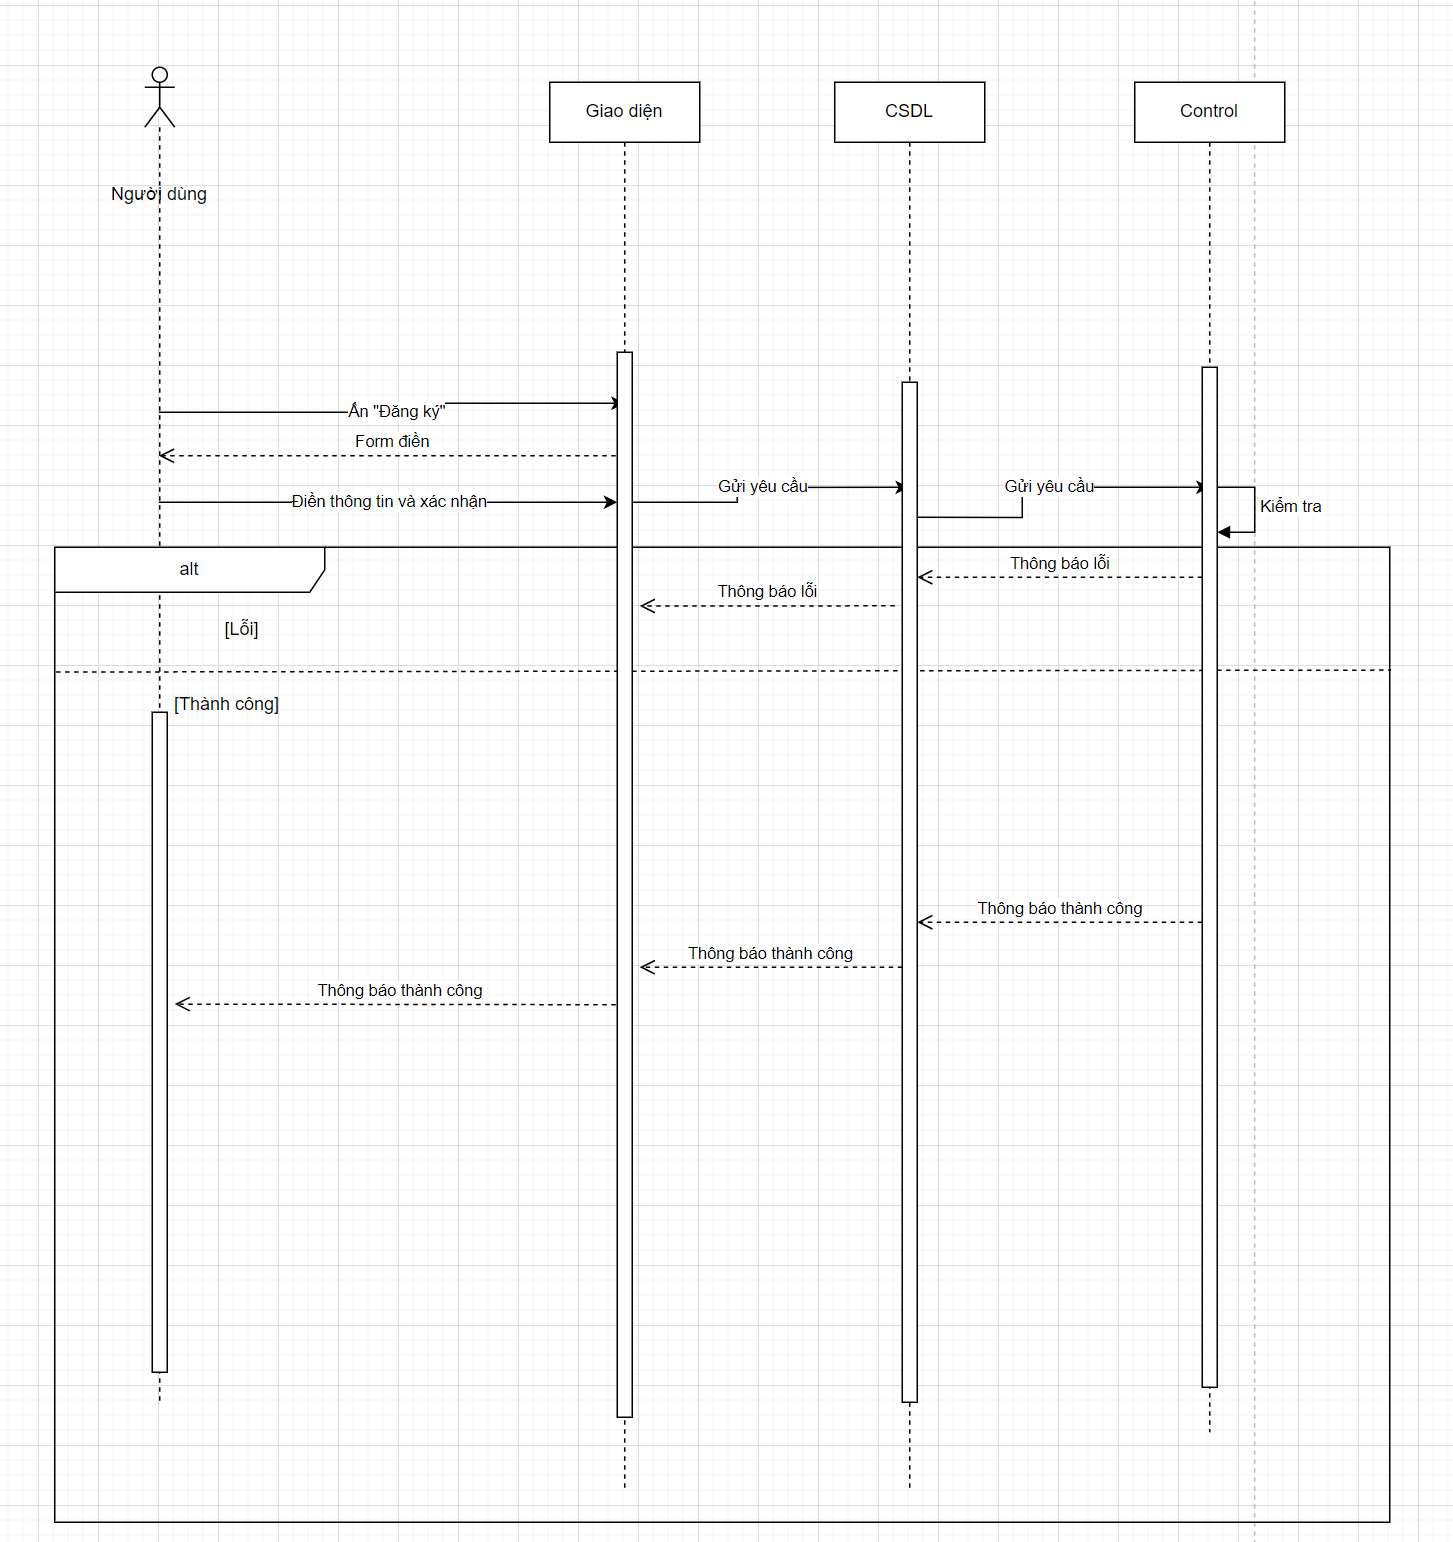 Giao diện
CSDL
Control
Người dùng
Ấn "Đăng ký"
Form điền
Gửi yêu cầu
Gửi yêu cầu
Điền thông tin và xác nhận
Kiểm tra
Thông báo lỗi
alt
Thông báo lỗi
[Lỗi]
[Thành công]
Thông báo thành công
Thông báo thành công
Thông báo thành công